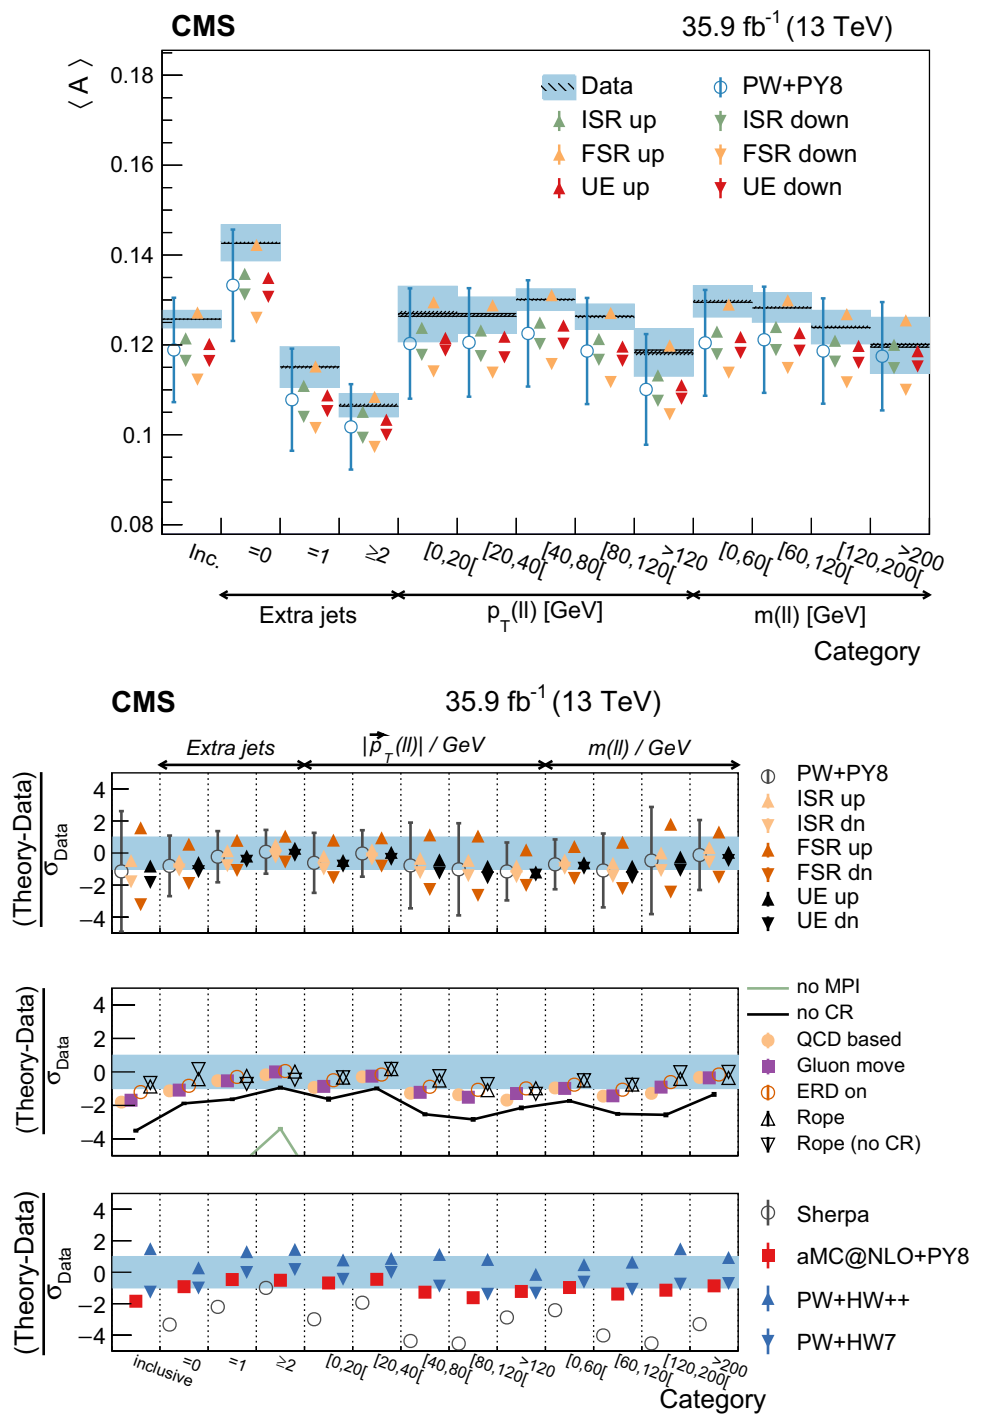 CMS 35.9 fb⁻¹ (13 TeV)
⟨ A ⟩
0.18
0.16
0.14
0.12
0.1
0.08
Data PW+PY8
ISR up ISR down
FSR up FSR down
UE up UE down
Inc. =0 =1 ≥2 [0,20[ [20,40[ [40,80[ [80,120[ >120 [0,60[ [60,120[ [120,200[ >200
Extra jets p_T(ll) [GeV] m(ll) [GeV]
Category
CMS 35.9 fb⁻¹ (13 TeV)
Extra jets |p⃗_T(ll)| / GeV m(ll) / GeV
(Theory-Data)
σ_Data
4
2
0
−2
−4
PW+PY8
ISR up
ISR dn
FSR up
FSR dn
UE up
UE dn
(Theory-Data)
σ_Data
4
2
0
−2
−4
no MPI
no CR
QCD based
Gluon move
ERD on
Rope
Rope (no CR)
(Theory-Data)
σ_Data
4
2
0
−2
−4
Sherpa
aMC@NLO+PY8
PW+HW++
PW+HW7
inclusive =0 =1 ≥2 [0,20[ [20,40[ [40,80[ [80,120[ >120 [0,60[ [60,120[ [120,200[ >200
Category